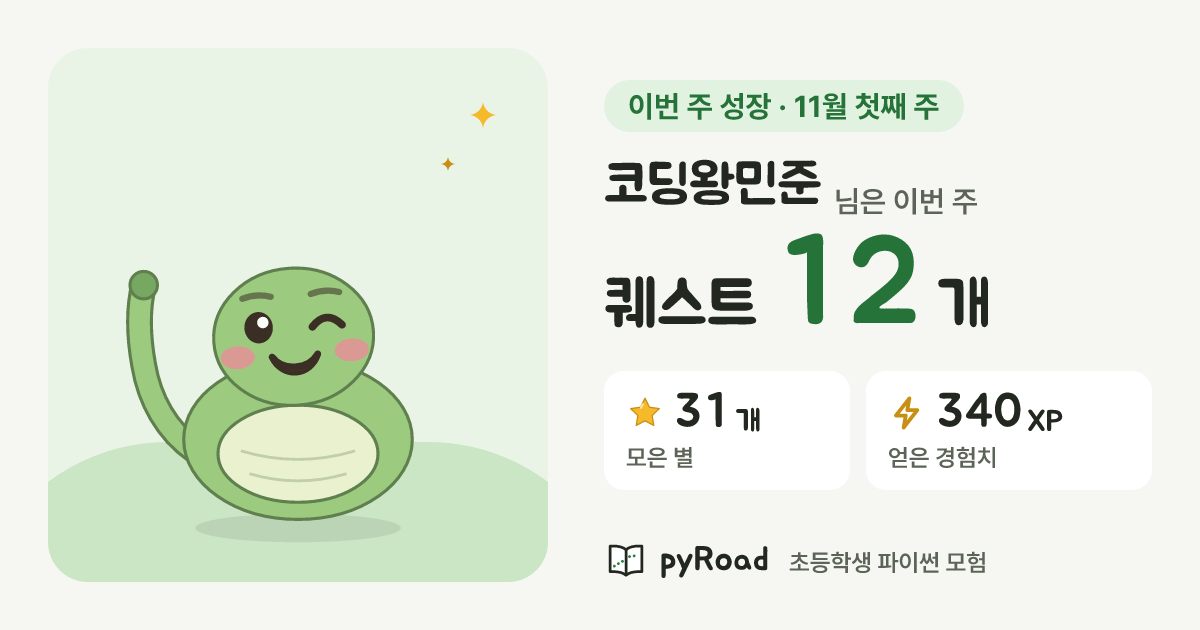 이번 주 성장 · 11월 첫째 주
코딩왕민준 님은 이번 주
퀘스트 12 개
31 개
모은 별
340 XP
얻은 경험치
pyRoad 초등학생 파이썬 모험